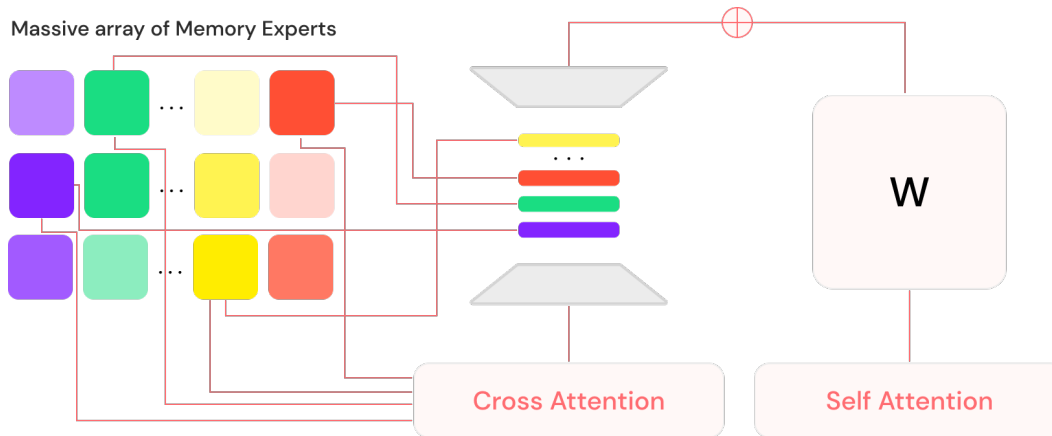 Massive array of Memory Experts
...
...
...
...
W
Cross Attention
Self Attention